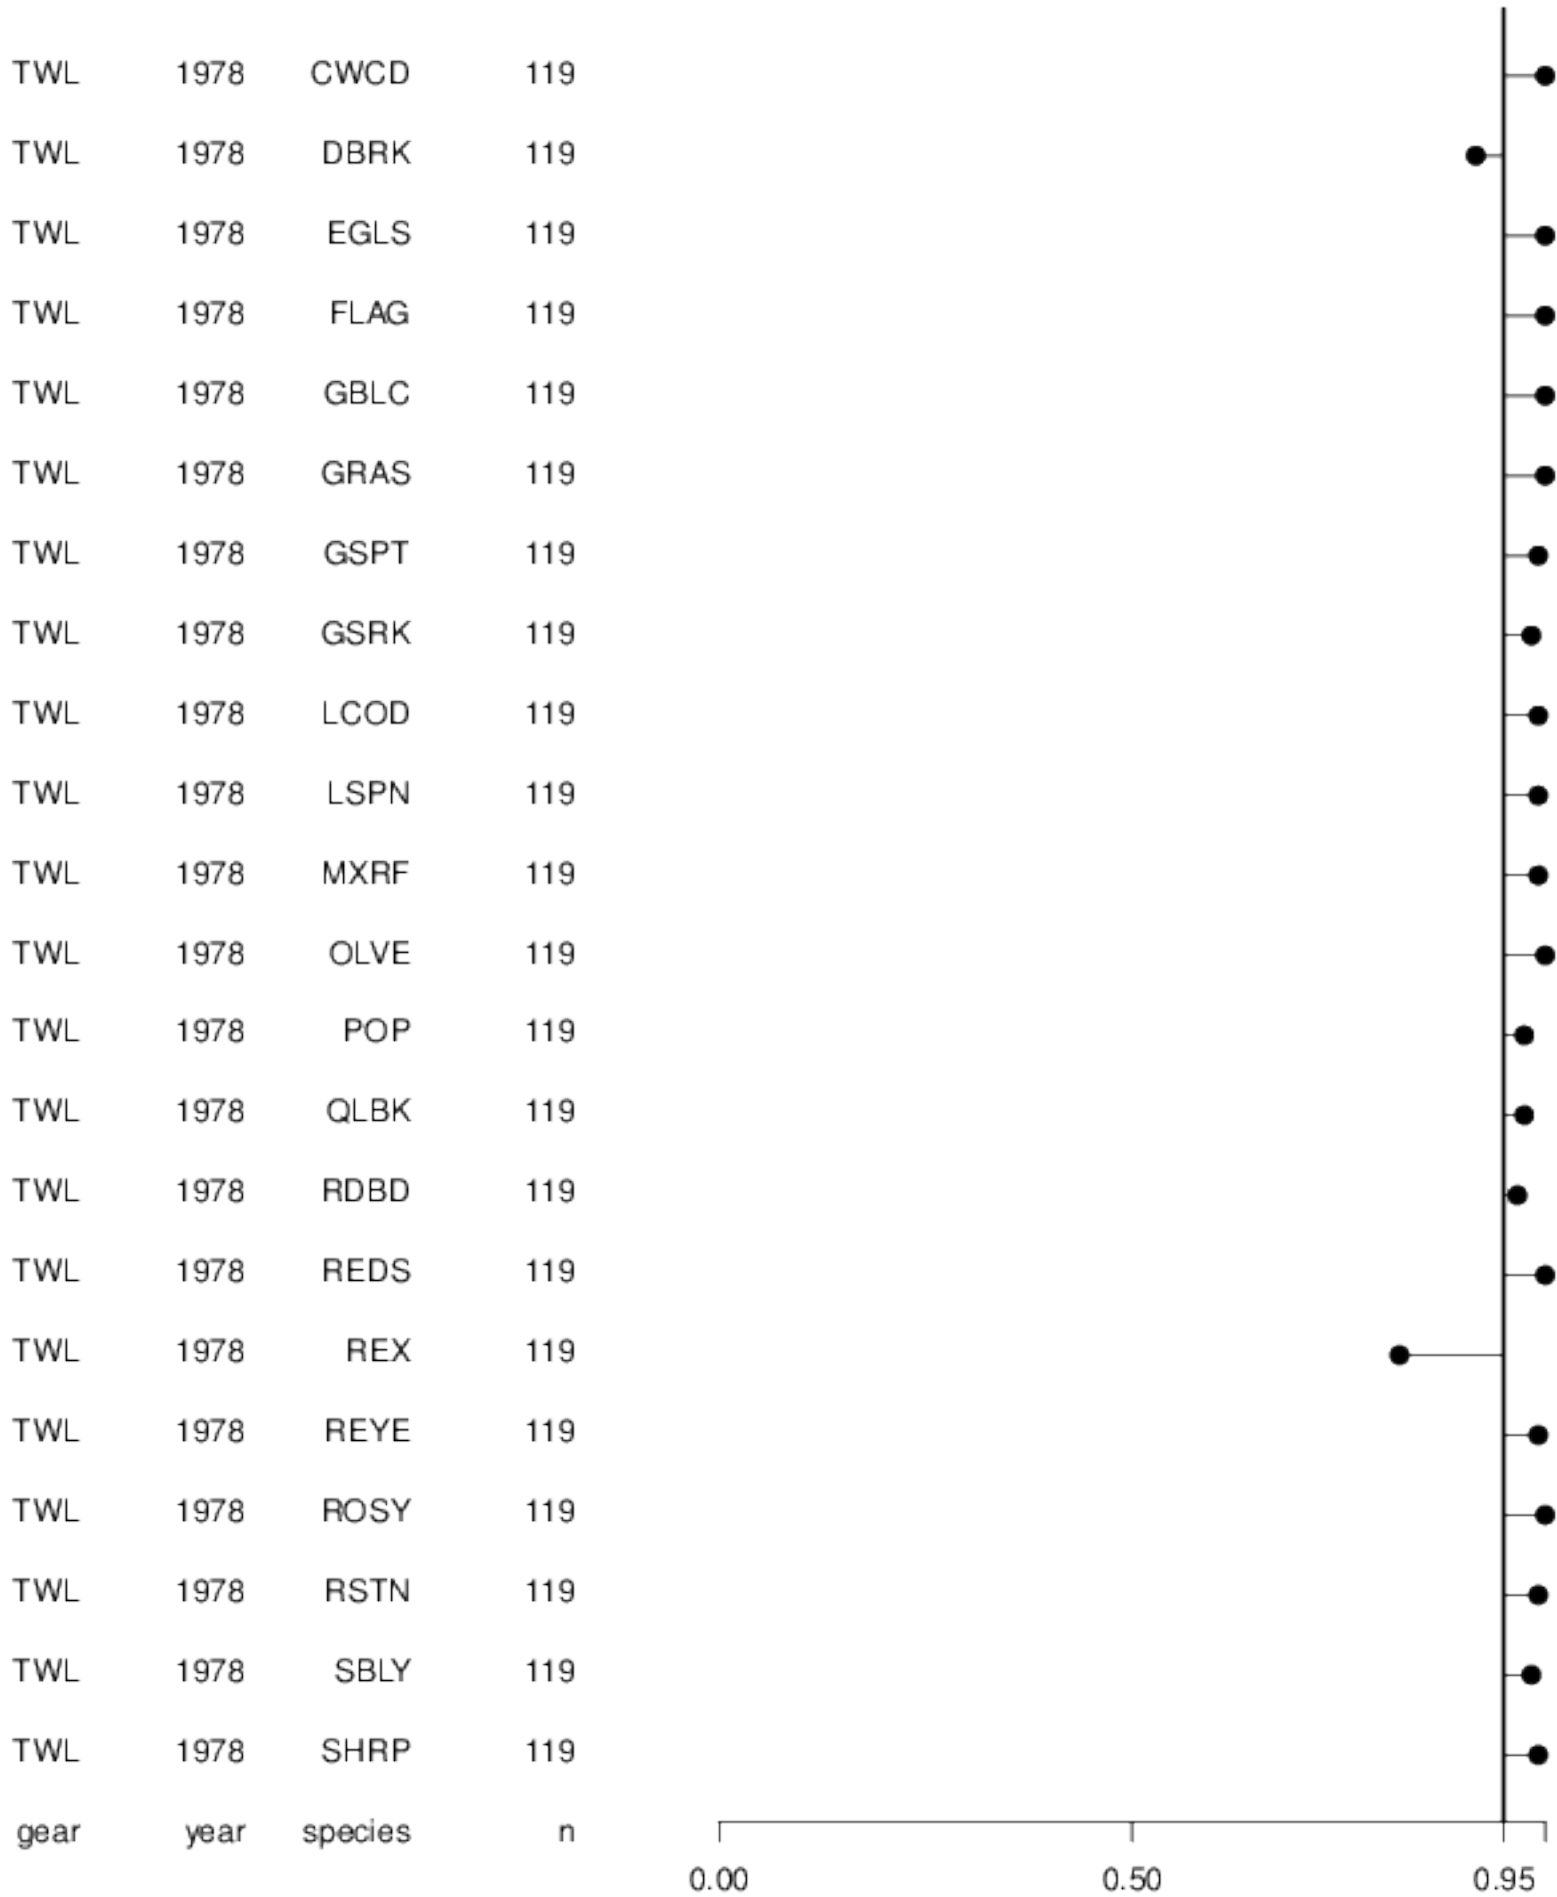 TWL 1978 CWCD 119
TWL 1978 DBRK 119
TWL 1978 EGLS 119
TWL 1978 FLAG 119
TWL 1978 GBLC 119
TWL 1978 GRAS 119
TWL 1978 GSPT 119
TWL 1978 GSRK 119
TWL 1978 LCOD 119
TWL 1978 LSPN 119
TWL 1978 MXRF 119
TWL 1978 OLVE 119
TWL 1978 POP 119
TWL 1978 QLBK 119
TWL 1978 RDBD 119
TWL 1978 REDS 119
TWL 1978 REX 119
TWL 1978 REYE 119
TWL 1978 ROSY 119
TWL 1978 RSTN 119
TWL 1978 SBLY 119
TWL 1978 SHRP 119
gear year species n
0.00 0.50 0.95